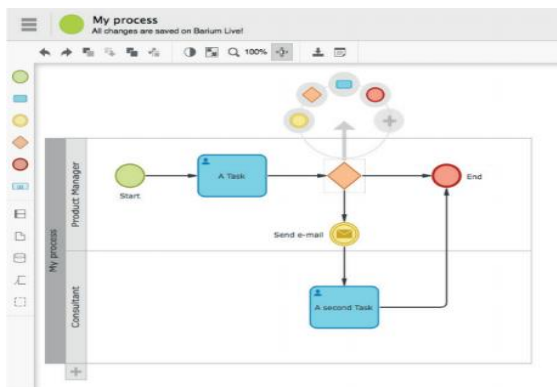 My process
All changes are saved on Barium Live!
100%
My process
Product Manager
Consultant
Start
A Task
End
Send e-mail
A second Task